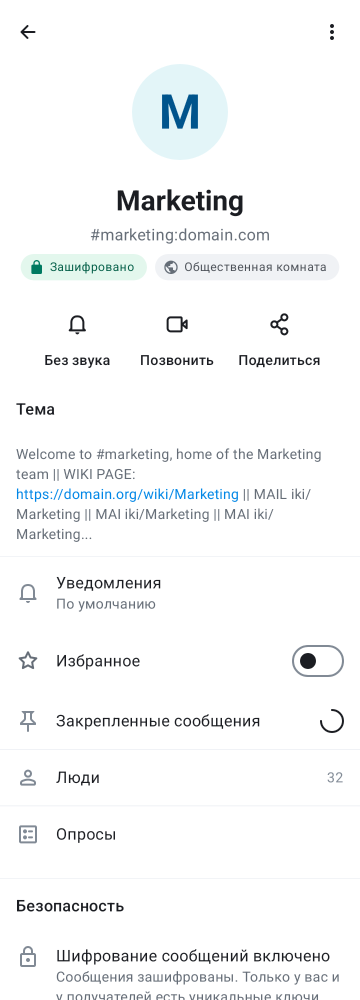 M
Marketing
#marketing:domain.com
Зашифровано
Общественная комната
Без звука
Позвонить
Поделиться
Тема
Welcome to #marketing, home of the Marketing
team || WIKI PAGE:
https://domain.org/wiki/Marketing || MAIL iki/
Marketing || MAI iki/Marketing || MAI iki/
Marketing...
Уведомления
По умолчанию
Избранное
Закрепленные сообщения
Люди
32
Опросы
Безопасность
Шифрование сообщений включено
Сообщения зашифрованы. Только у вас и
у получателей есть уникальные ключи